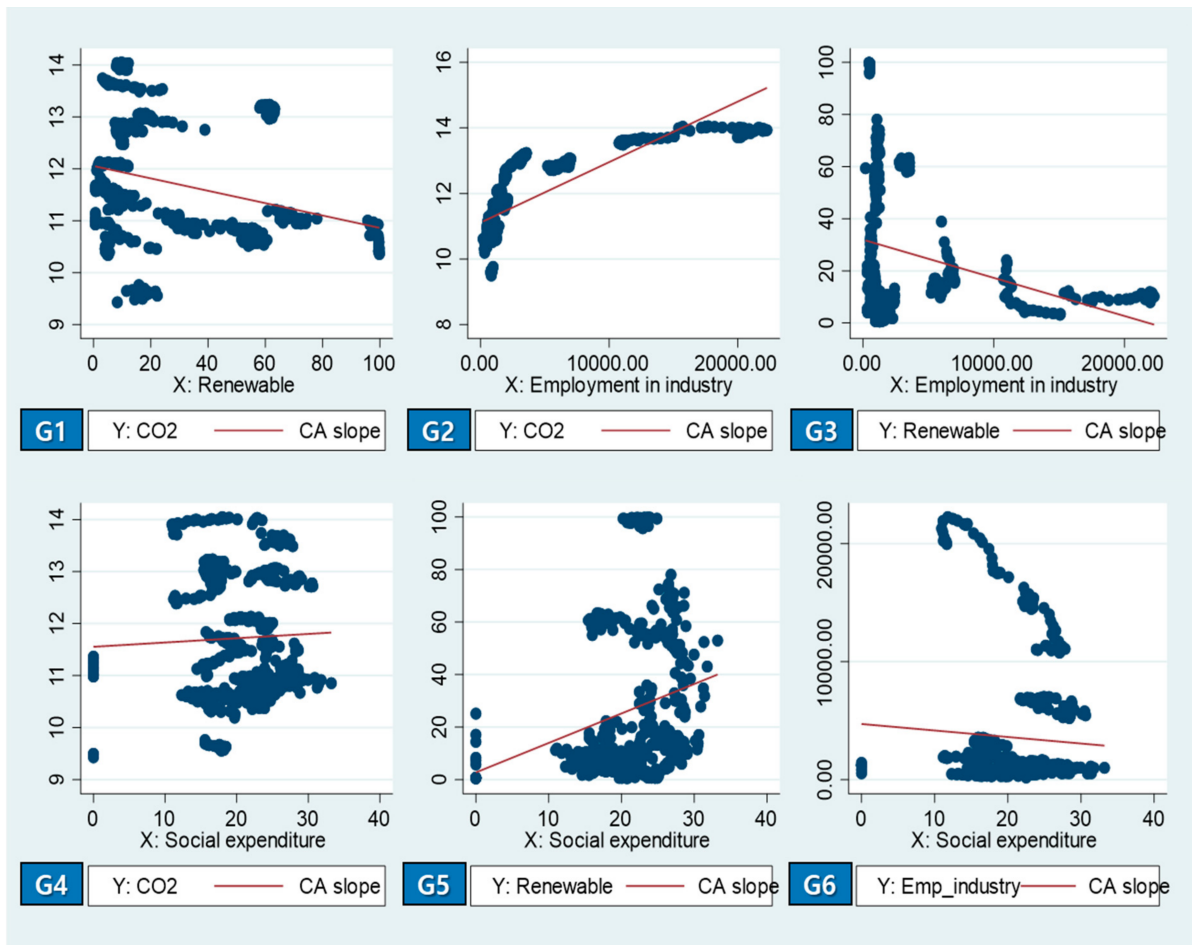 14
13
12
11
10
9
0 20 40 60 80 100
X: Renewable
G1 Y: CO2 CA slope
16
14
12
10
8
0.00 10000.00 20000.00
X: Employment in industry
G2 Y: CO2 CA slope
100
80
60
40
20
0
0.00 10000.00 20000.00
X: Employment in industry
G3 Y: Renewable CA slope
14
13
12
11
10
9
0 10 20 30 40
X: Social expenditure
G4 Y: CO2 CA slope
100
80
60
40
20
0
0 10 20 30 40
X: Social expenditure
G5 Y: Renewable CA slope
20000.00
10000.00
0.00
0 10 20 30 40
X: Social expenditure
G6 Y: Emp_industry CA slope